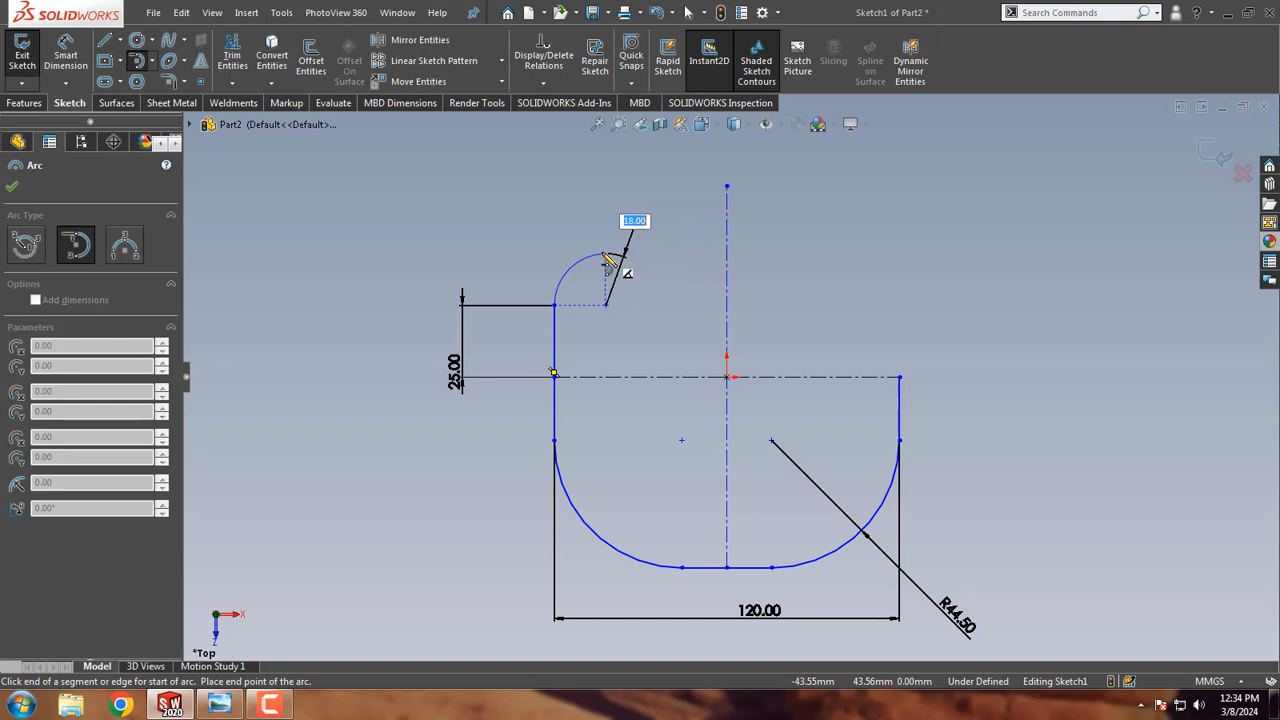 SOLIDWORKS
File Edit View Insert Tools PhotoView 360 Window Help
Sketch1 of Part2 *
Search Commands
Exit Sketch
Smart Dimension
Trim Entities
Convert Entities
Offset Entities
Offset On Surface
Mirror Entities
Linear Sketch Pattern
Move Entities
Display/Delete Relations
Repair Sketch
Quick Snaps
Rapid Sketch
Instant2D
Shaded Sketch Contours
Sketch Picture
Slicing
Spline on Surface
Dynamic Mirror Entities
Features Sketch Surfaces Sheet Metal Weldments Markup Evaluate MBD Dimensions Render Tools SOLIDWORKS Add-Ins MBD SOLIDWORKS Inspection
Part2 (Default<<Default>...
Arc
Arc Type
Options
Add dimensions
Parameters
0.00
0.00
0.00
0.00
0.00
0.00
0.00
0.00°
18.00
25.00
120.00
R44.50
X
Z
*Top
Model 3D Views Motion Study 1
Click end of a segment or edge for start of arc. Place end point of the arc.
-43.55mm 43.56mm 0.00mm Under Defined Editing Sketch1 MMGS
SW 2020
12:34 PM
3/8/2024